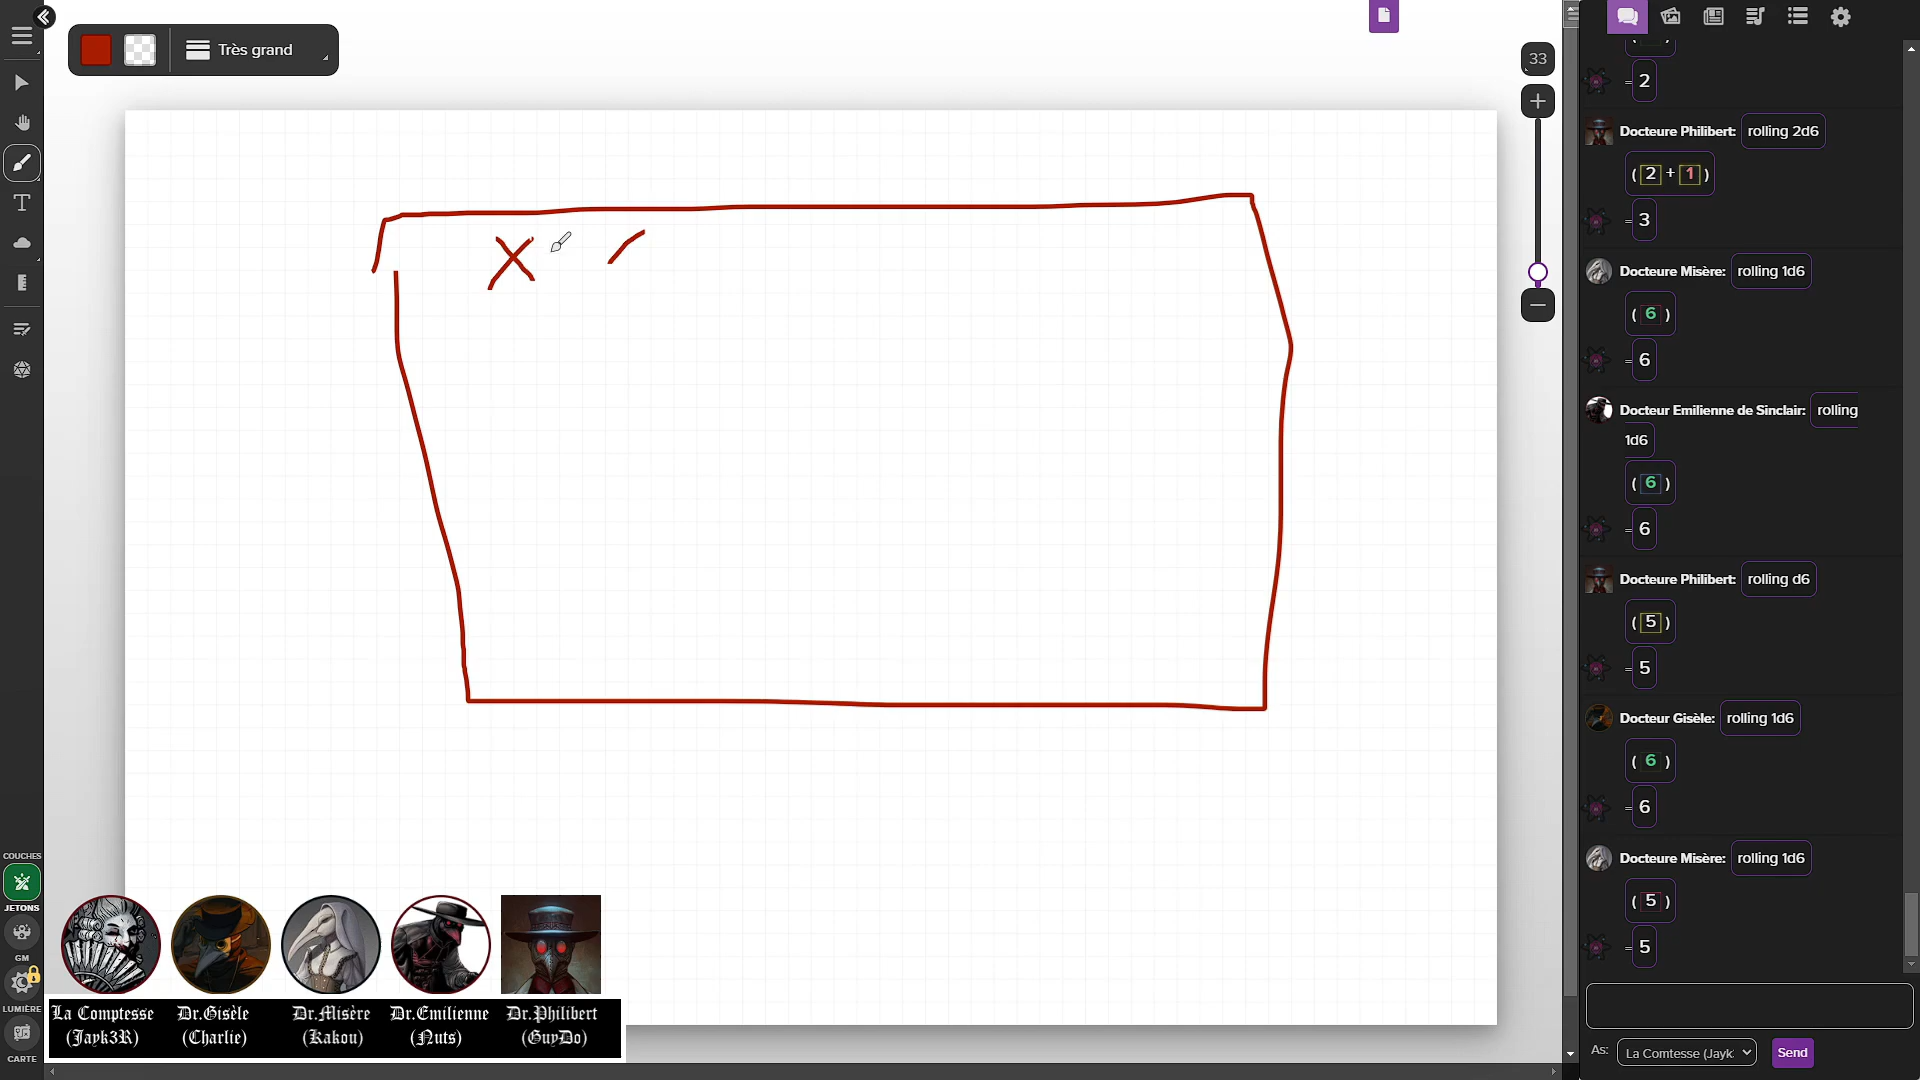 Très grand
33
2
Docteure Philibert: rolling 2d6
(2+1)
=3
Docteure Misère: rolling 1d6
(6)
=6
Docteur Emilienne de Sinclair: rolling
1d6
(6)
=6
Docteure Philibert: rolling d6
(5)
=5
Docteur Gisèle: rolling 1d6
(6)
=6
Docteure Misère: rolling 1d6
(5)
=5
As: La Comtesse (Jayk
Send
COUCHES
JETONS
GM
LUMIÈRE
CARTE
La Comptesse
(Jayk3R)
Dr.Gisèle
(Charlie)
Dr.Misère
(Kakou)
Dr.Emilienne
(Nuts)
Dr.Philibert
(GuyDo)